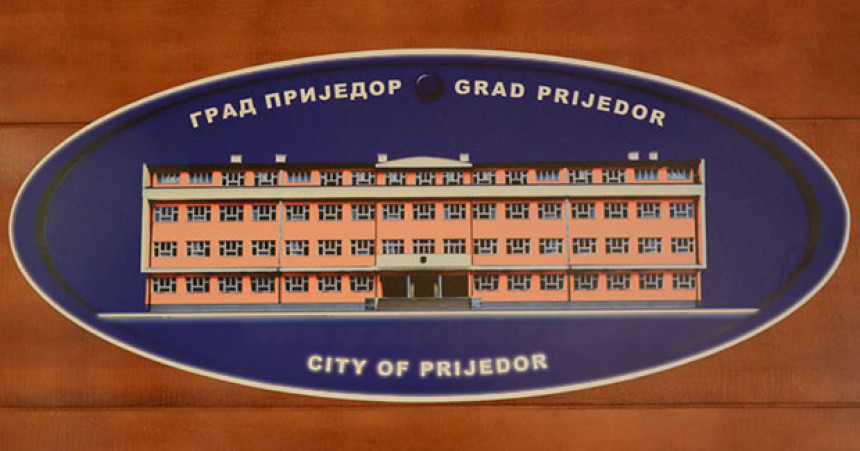 ГРАД ПРИЈЕДОР GRAD PRIJEDOR
CITY OF PRIJEDOR